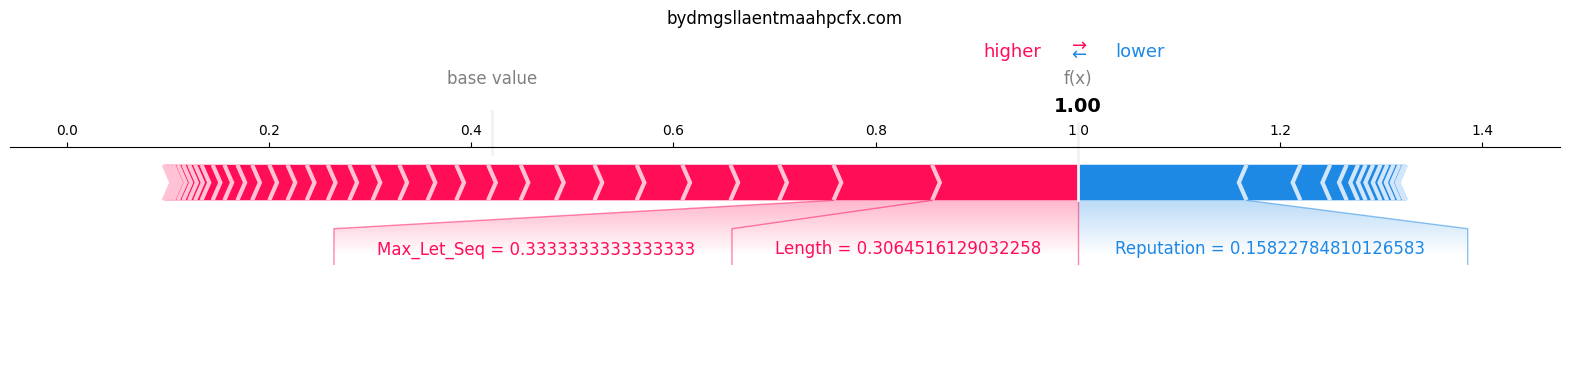 bydmgsllaentmaahpcfx.com
higher ⇄ lower
base value f(x)
1.00
0.0 0.2 0.4 0.6 0.8 1.0 1.2 1.4
Max_Let_Seq = 0.3333333333333333 Length = 0.3064516129032258 Reputation = 0.15822784810126583